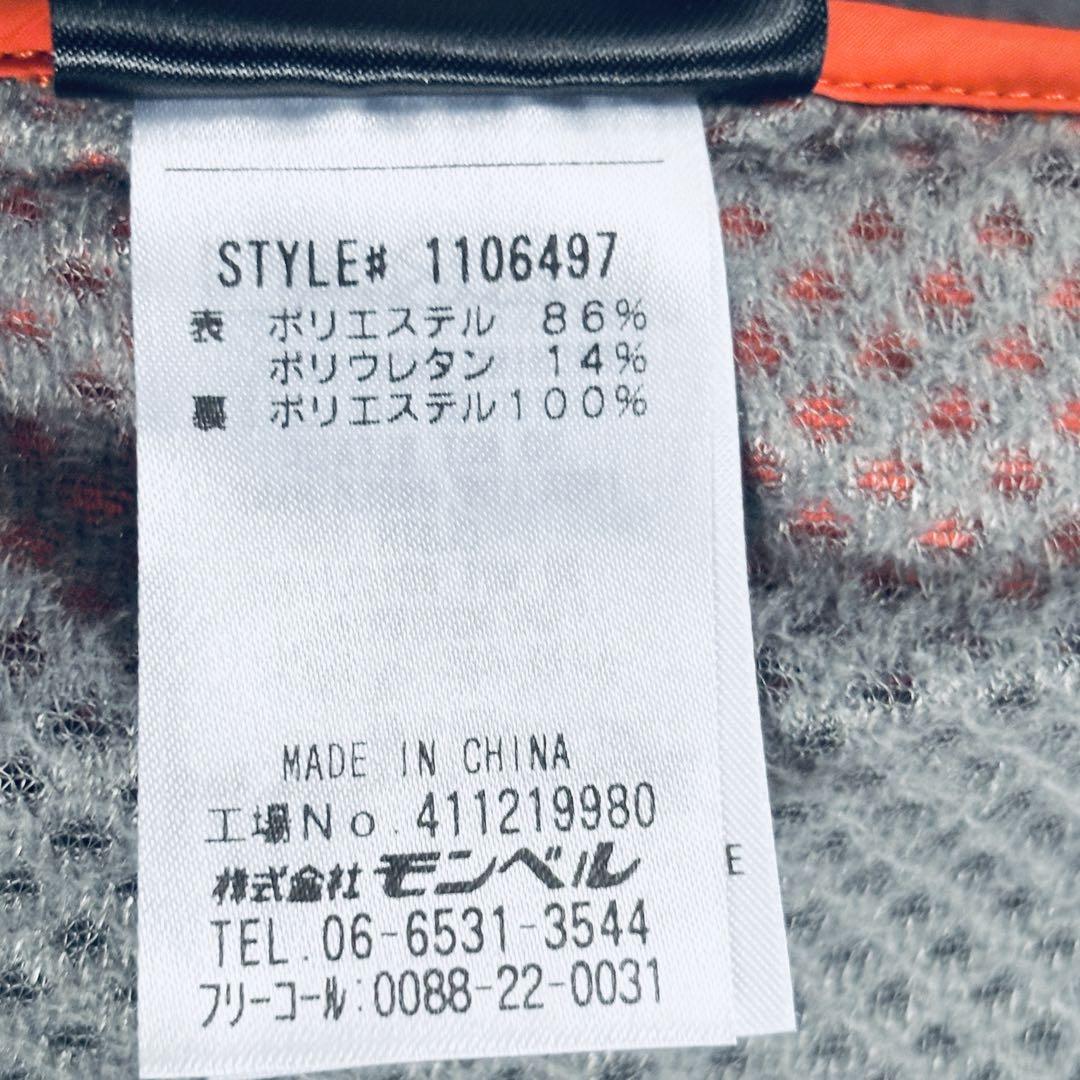 STYLE# 1106497
表 ポリエステル 86%
ポリウレタン 14%
裏 ポリエステル100%
MADE IN CHINA
工場No.411219980
株式会社モンベル
TEL.06-6531-3544
フリーコール:0088-22-0031
E